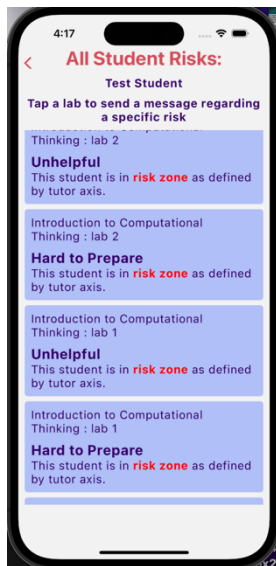 4:17
All Student Risks:
Test Student
Tap a lab to send a message regarding
a specific risk
Introduction to Computational
Thinking : lab 2
Unhelpful
This student is in risk zone as defined
by tutor axis.
Introduction to Computational
Thinking : lab 2
Hard to Prepare
This student is in risk zone as defined
by tutor axis.
Introduction to Computational
Thinking : lab 1
Unhelpful
This student is in risk zone as defined
by tutor axis.
Introduction to Computational
Thinking : lab 1
Hard to Prepare
This student is in risk zone as defined
by tutor axis.